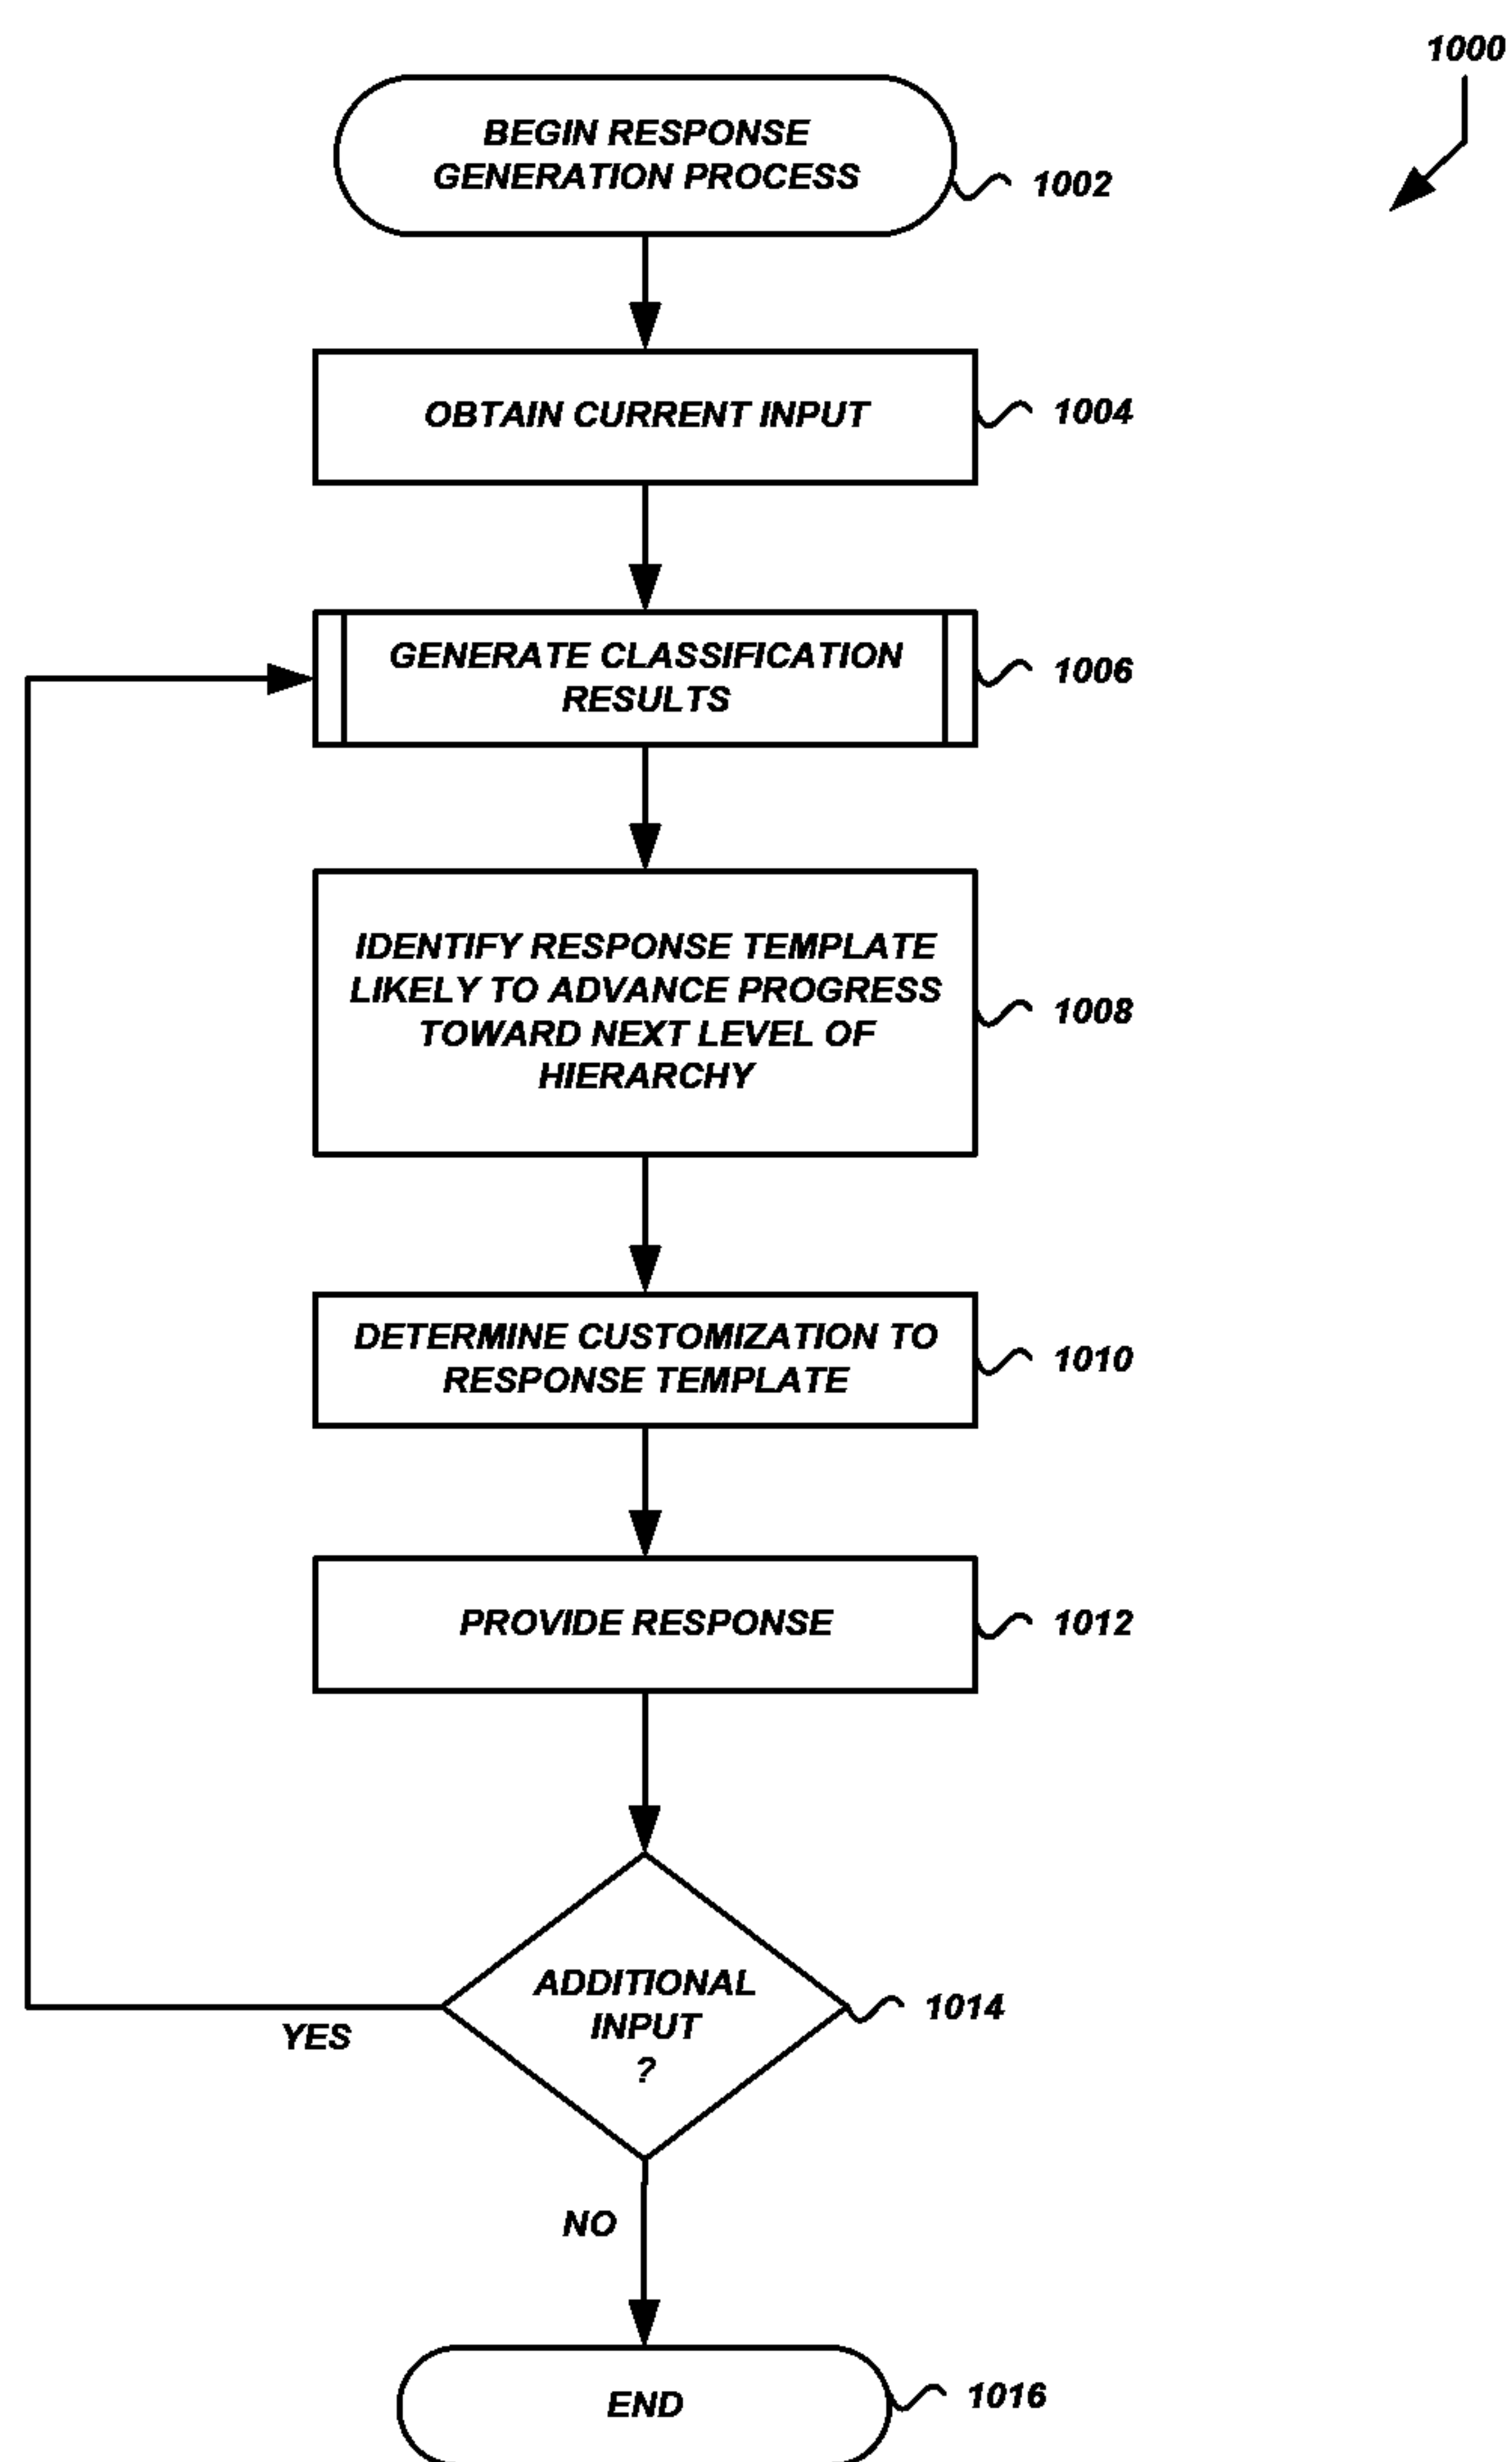 1000
BEGIN RESPONSE
GENERATION PROCESS
1002
OBTAIN CURRENT INPUT
1004
GENERATE CLASSIFICATION
RESULTS
1006
IDENTIFY RESPONSE TEMPLATE
LIKELY TO ADVANCE PROGRESS
TOWARD NEXT LEVEL OF
HIERARCHY
1008
DETERMINE CUSTOMIZATION TO
RESPONSE TEMPLATE
1010
PROVIDE RESPONSE
1012
ADDITIONAL
INPUT
?
1014
YES
NO
END
1016